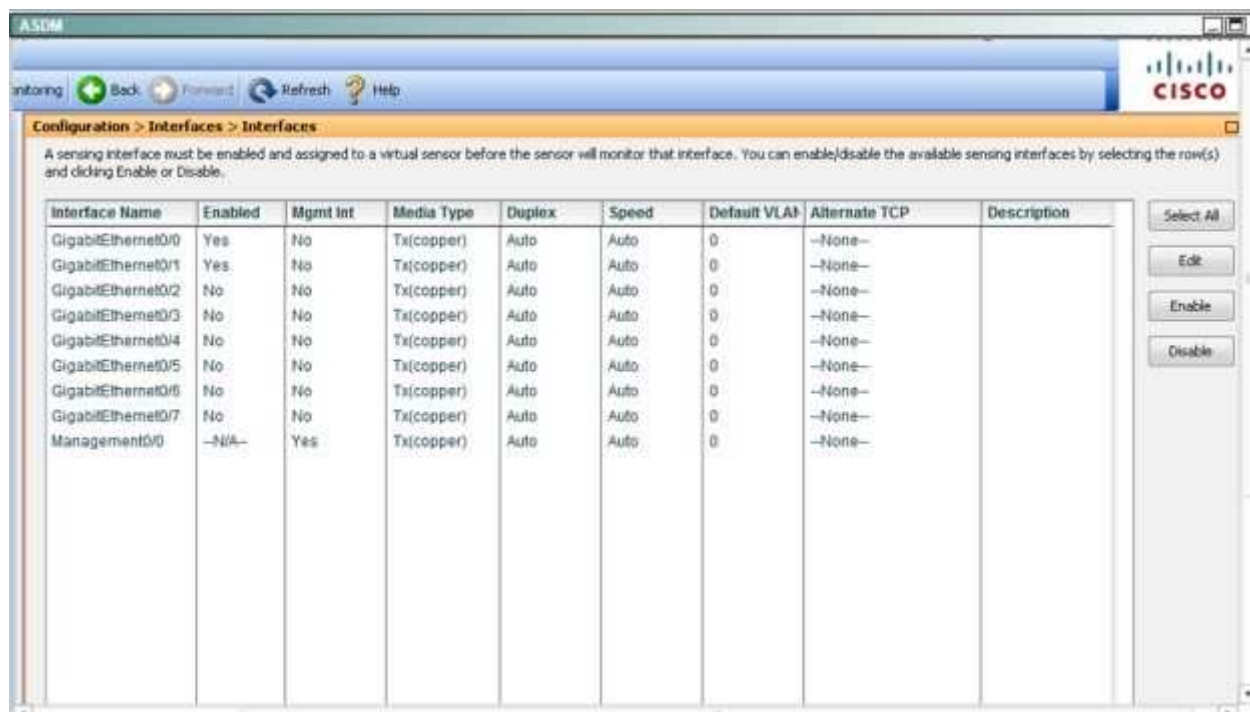 ASDM
nitoring Back Forward Refresh Help
CISCO
Configuration > Interfaces > Interfaces
A sensing interface must be enabled and assigned to a virtual sensor before the sensor will monitor that interface. You can enable/disable the available sensing interfaces by selecting the row(s)
and clicking Enable or Disable.
Interface Name Enabled Mgmt Int Media Type Duplex Speed Default VLAN Alternate TCP Description
GigabitEthernet0/0 Yes No Tx(copper) Auto Auto 0 --None--
GigabitEthernet0/1 Yes No Tx(copper) Auto Auto 0 --None--
GigabitEthernet0/2 No No Tx(copper) Auto Auto 0 --None--
GigabitEthernet0/3 No No Tx(copper) Auto Auto 0 --None--
GigabitEthernet0/4 No No Tx(copper) Auto Auto 0 --None--
GigabitEthernet0/5 No No Tx(copper) Auto Auto 0 --None--
GigabitEthernet0/6 No No Tx(copper) Auto Auto 0 --None--
GigabitEthernet0/7 No No Tx(copper) Auto Auto 0 --None--
Management0/0 --N/A-- Yes Tx(copper) Auto Auto 0 --None--
Select All
Edit
Enable
Disable